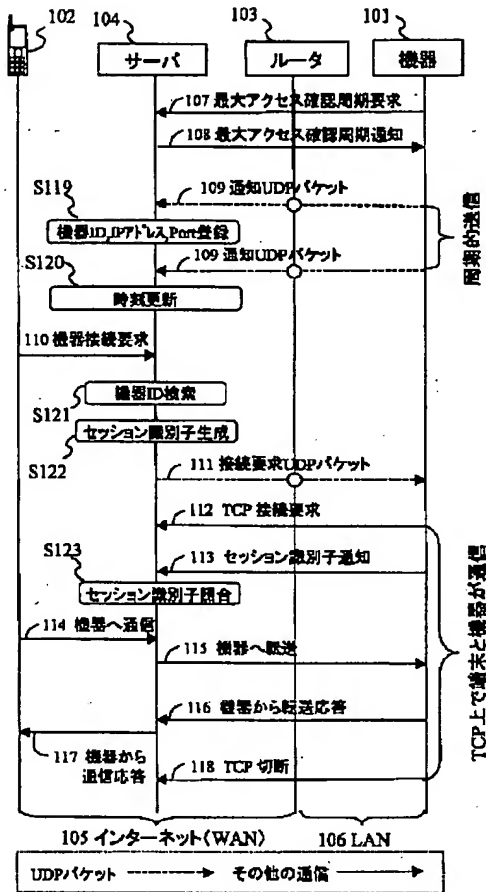 102
104
103
101
サーバ
ルータ
機器
107 最大アクセス確認周期要求
108 最大アクセス確認周期通知
S119
109 通知UDPパケット
機器ID,IPアドレス,Port登録
109 通知UDPパケット
S120
時刻更新
周期的送信
110 機器接続要求
S121
機器ID検索
S122
セッション識別子生成
111 接続要求UDPパケット
112 TCP 接続要求
S123
113 セッション識別子通知
セッション識別子照合
114 機器へ通信
115 機器へ転送
116 機器から転送応答
117 機器から
通信応答
118 TCP 切断
TCP上で端末と機器が通信
105 インターネット(WAN)
106 LAN
UDPパケット
その他の通信